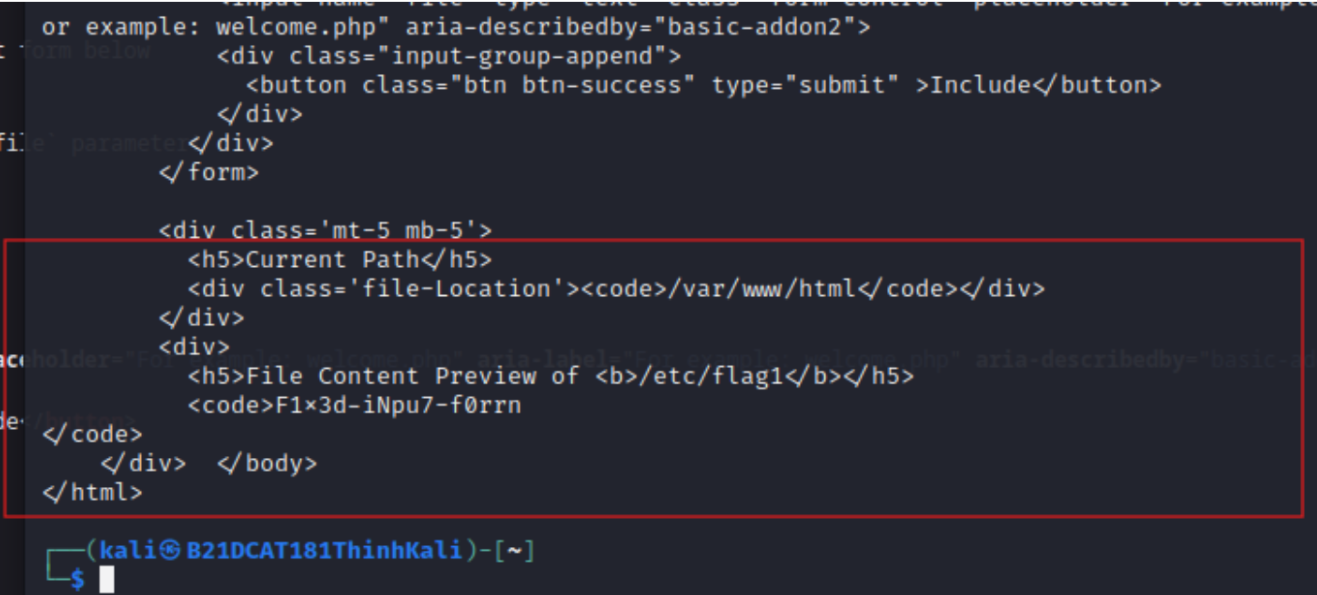 or example: welcome.php" aria-describedby="basic-addon2">
<div class="input-group-append">
<button class="btn btn-success" type="submit" >Include</button>
</div>
</div>
</form>
<div class='mt-5 mb-5'>
<h5>Current Path</h5>
<div class='file-Location'><code>/var/www/html</code></div>
</div>
<div>
<h5>File Content Preview of <b>/etc/flag1</b></h5>
<code>F1×3d-iNpu7-f0rrn
</code>
</div> </body>
</html>
(kali㉿B21DCAT181ThinhKali)-[~]
$